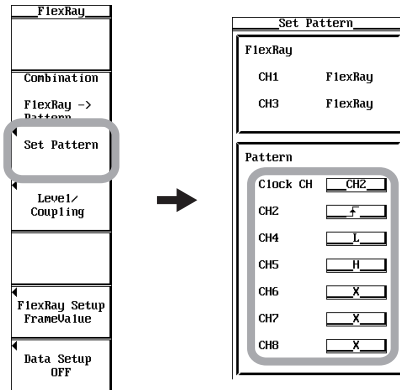 FlexRay
Combination
FlexRay ->
Pattern
Set Pattern
Level/
Coupling
FlexRay Setup
FrameValue
Data Setup
OFF
Set Pattern
FlexRay
CH1 FlexRay
CH3 FlexRay
Pattern
Clock CH CH2
CH2
CH4 L
CH5 H
CH6 X
CH7 X
CH8 X